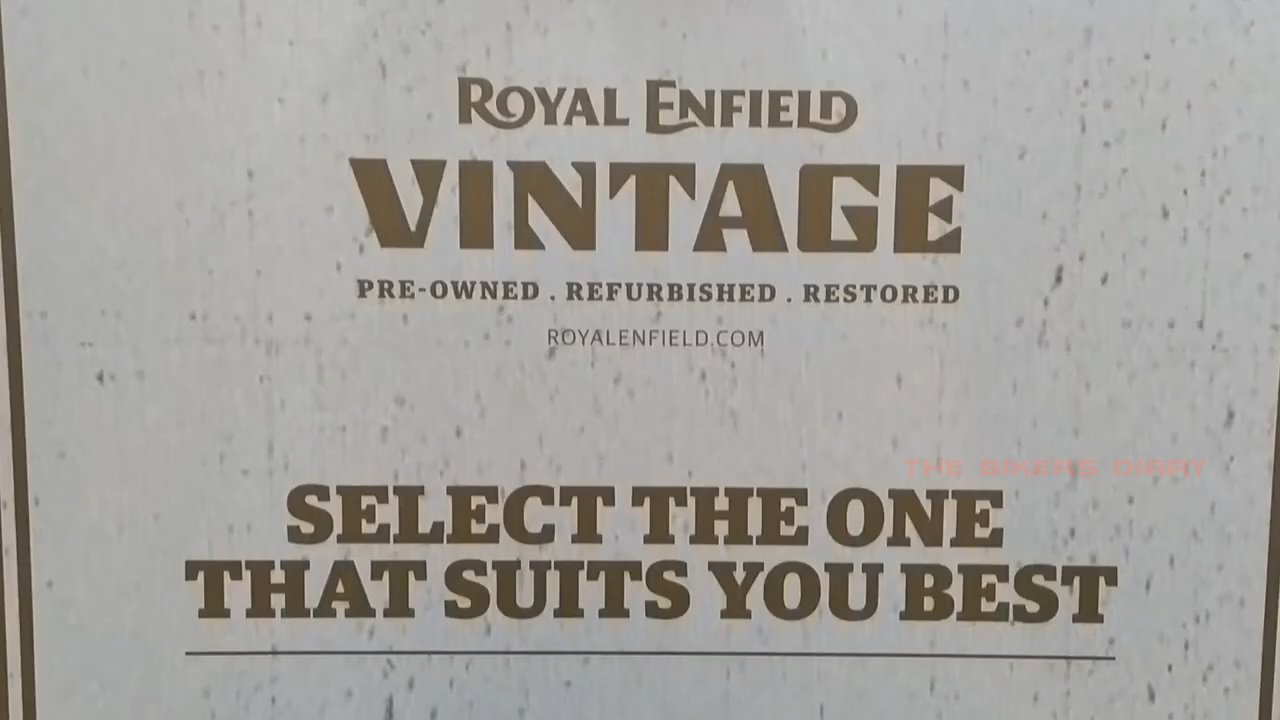 ROYAL ENFIELD
VINTAGE
PRE-OWNED . REFURBISHED . RESTORED
ROYALENFIELD.COM
THE BIKERS DIARY
SELECT THE ONE
THAT SUITS YOU BEST